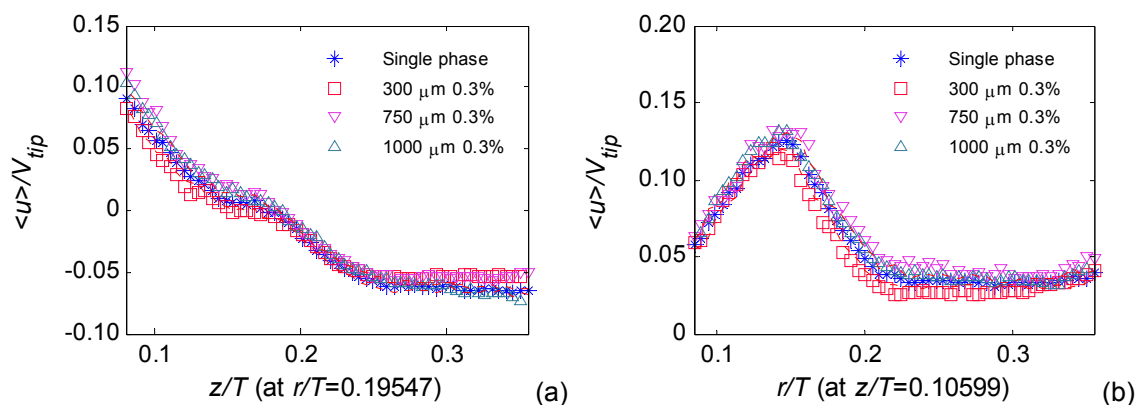 0.15
0.10
0.05
0
-0.05
-0.10
<u>/V_tip
Single phase
300 μm 0.3%
750 μm 0.3%
1000 μm 0.3%
0.1
0.2
0.3
z/T (at r/T=0.19547)
(a)
0.20
0.15
0.10
0.05
0
<u>/V_tip
Single phase
300 μm 0.3%
750 μm 0.3%
1000 μm 0.3%
0.1
0.2
0.3
r/T (at z/T=0.10599)
(b)